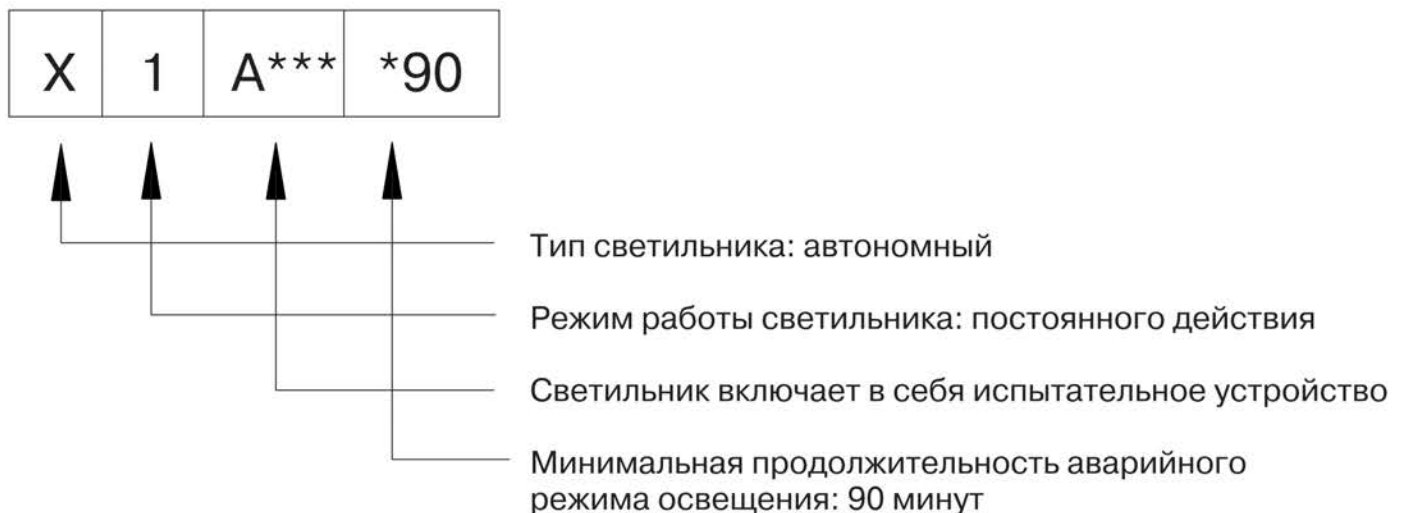 X 1 A*** *90
Тип светильника: автономный
Режим работы светильника: постоянного действия
Светильник включает в себя испытательное устройство
Минимальная продолжительность аварийного
режима освещения: 90 минут